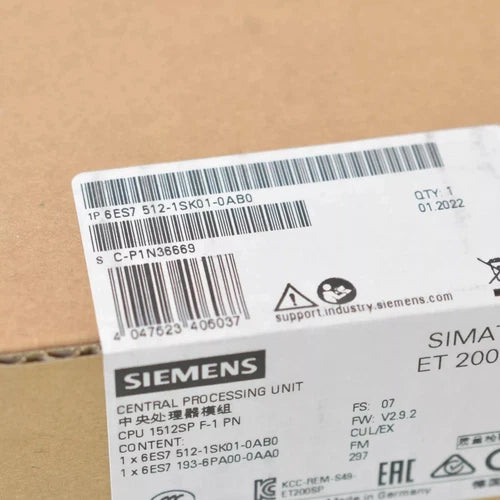 1P 6ES7 512-1SK01-0AB0
QTY: 1
01.2022
S C-P1N36669
4 047623 406037
support.industry.siemens.com
SIEMENS
SIMA
ET 200
CENTRAL PROCESSING UNIT
中央处理器模组
CPU 1512SP F-1 PN
CONTENT:
1 x 6ES7 512-1SK01-0AB0
1 x 6ES7 193-6PA00-0AA0
FS: 07
FW: V2.9.2
CUL/EX
FM
297
KCC-REM-S49-
ET200SP
EAC